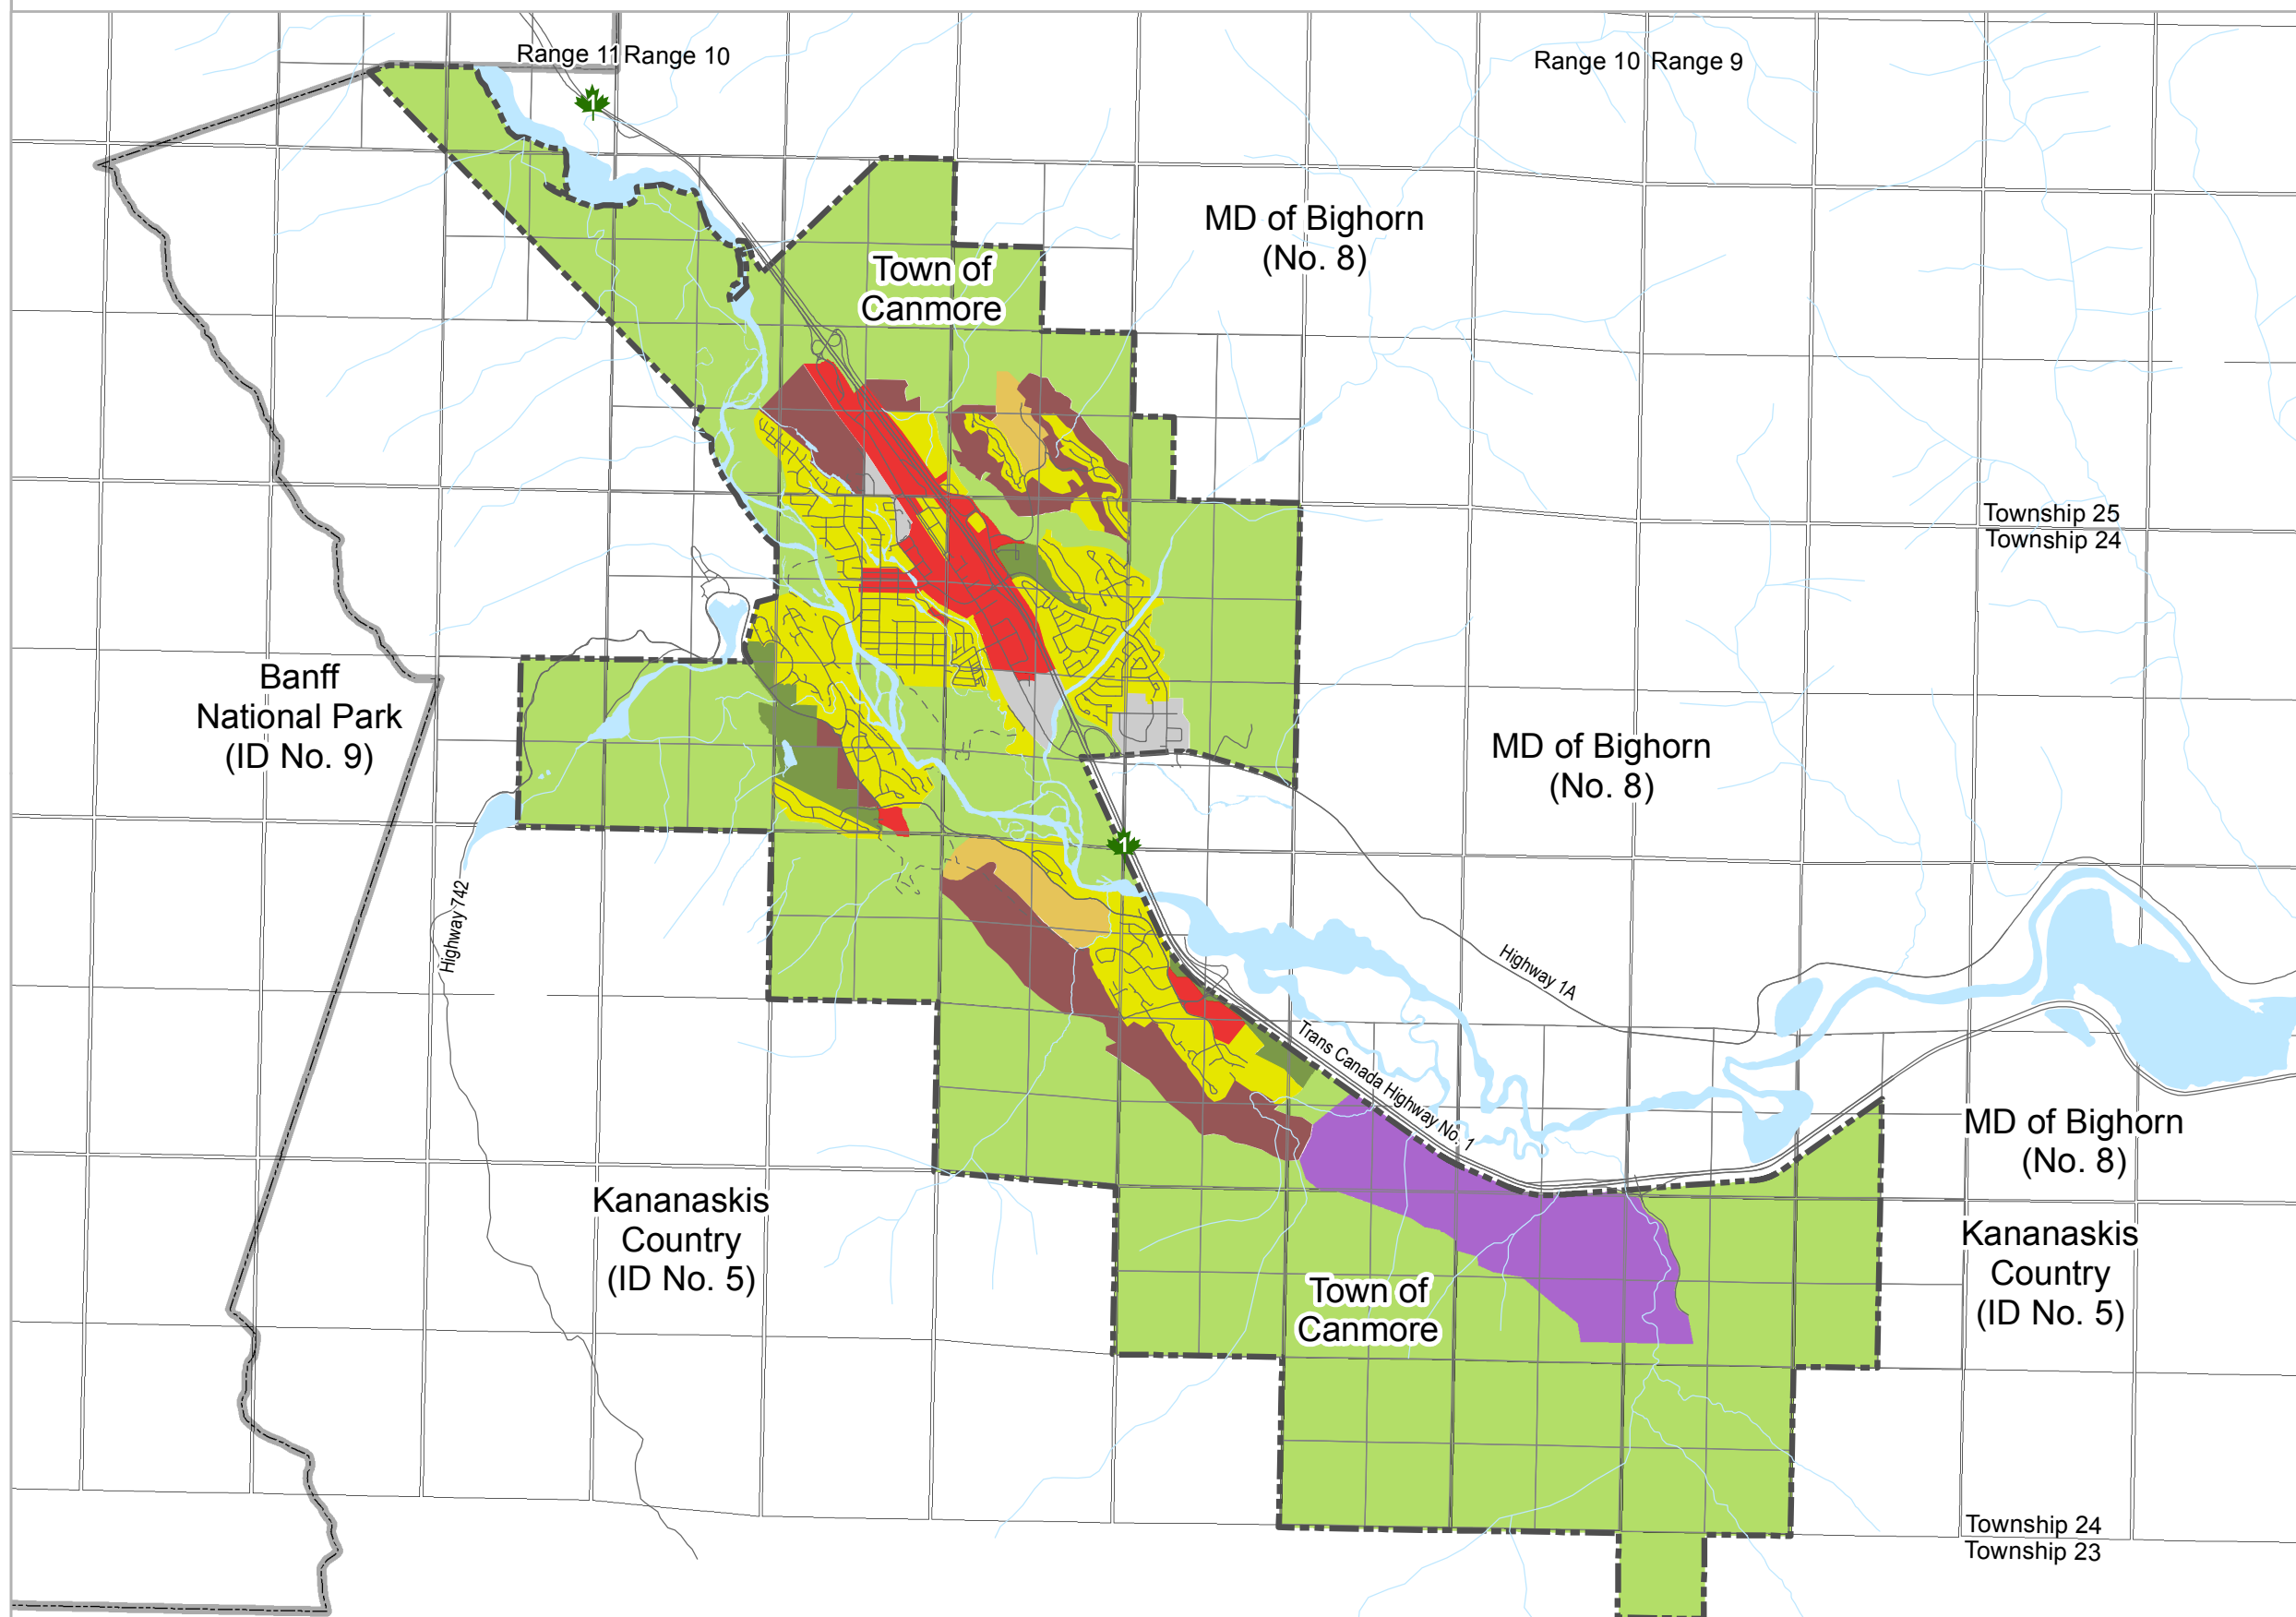 Range 11 Range 10
Range 10 Range 9
1
MD of Bighorn
(No. 8)
Town of
Canmore
Township 25
Township 24
Banff
National Park
(ID No. 9)
MD of Bighorn
(No. 8)
1
Highway 742
Highway 1A
Trans Canada Highway No. 1
MD of Bighorn
(No. 8)
Kananaskis
Country
(ID No. 5)
Kananaskis
Country
(ID No. 5)
Town of
Canmore
Township 24
Township 23